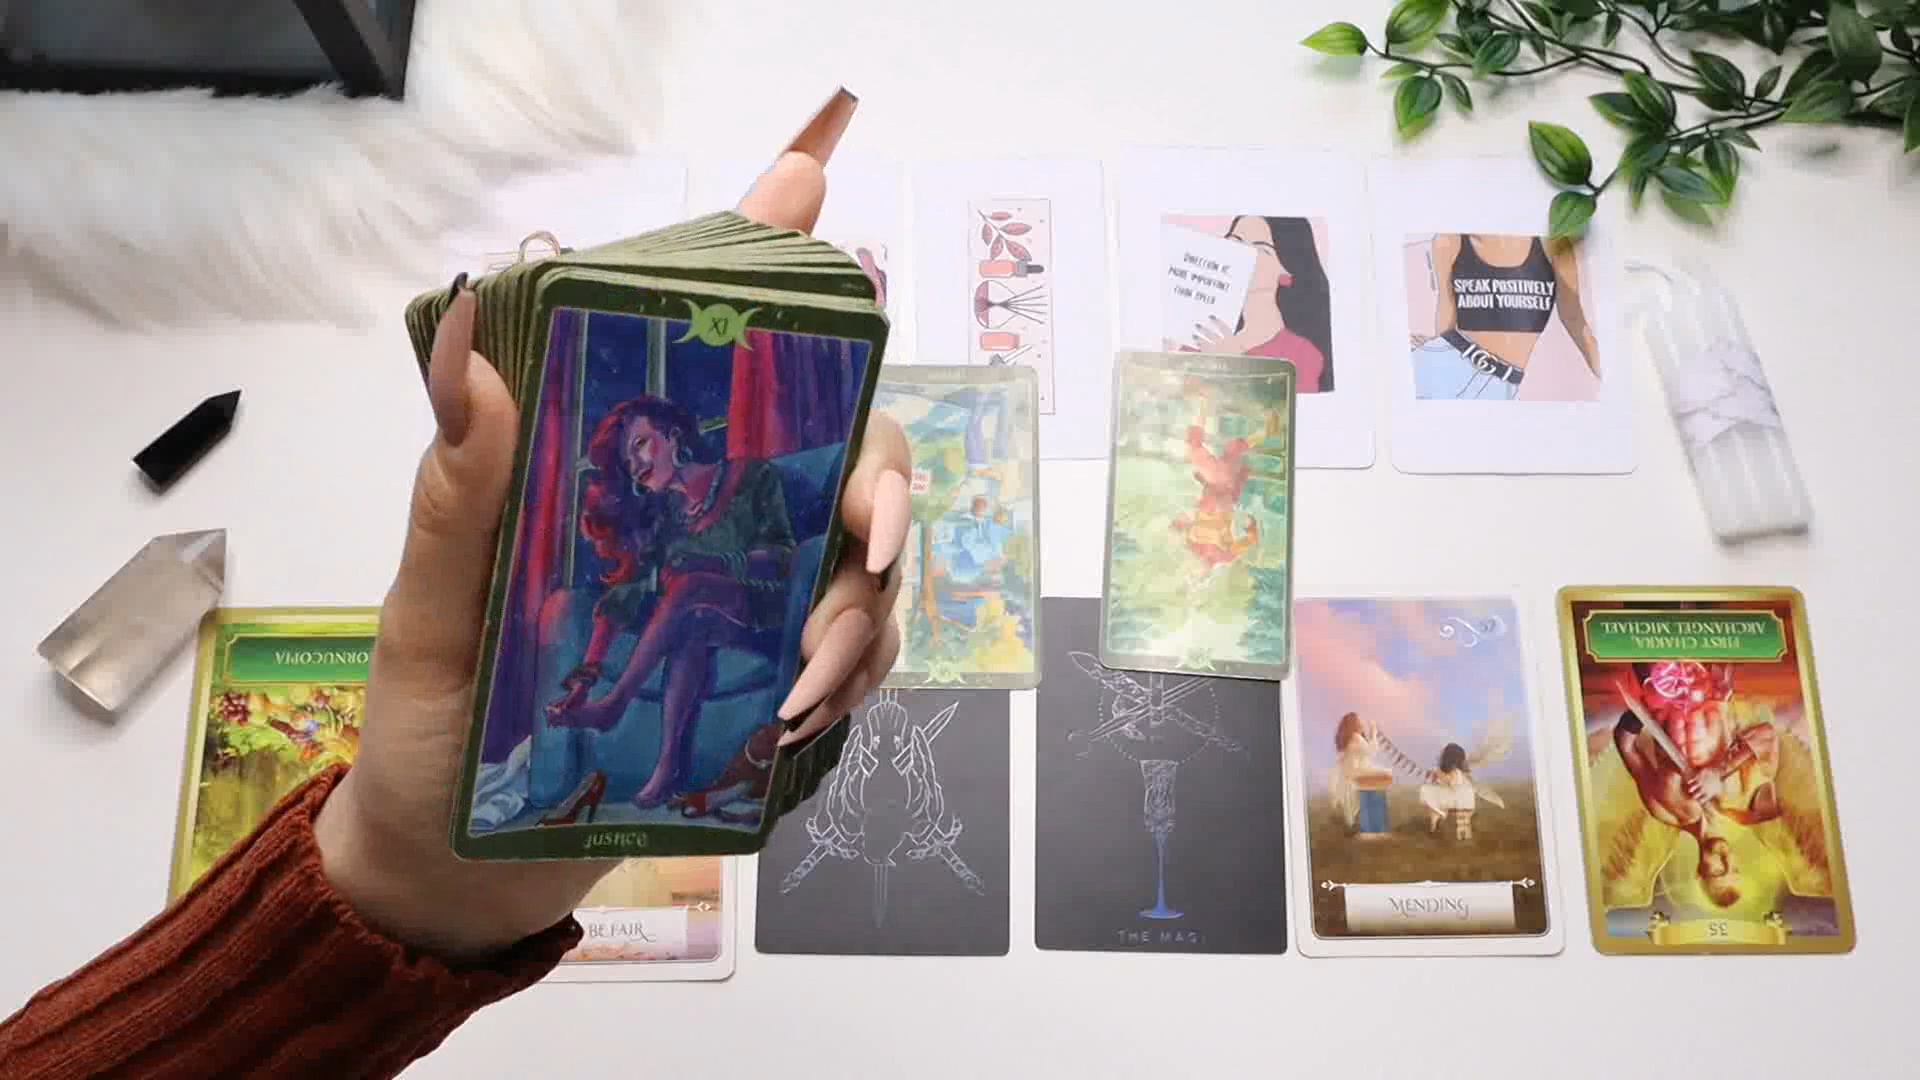 DIRECTION IS
MORE IMPORTANT
THAN SPEED
SPEAK POSITIVELY
ABOUT YOURSELF
XI
JUSTICE
ORNUCOPIA
BE FAIR
THE MAGI
MENDING
FIRST CHAKRA,
ARCHANGEL MICHAEL
35